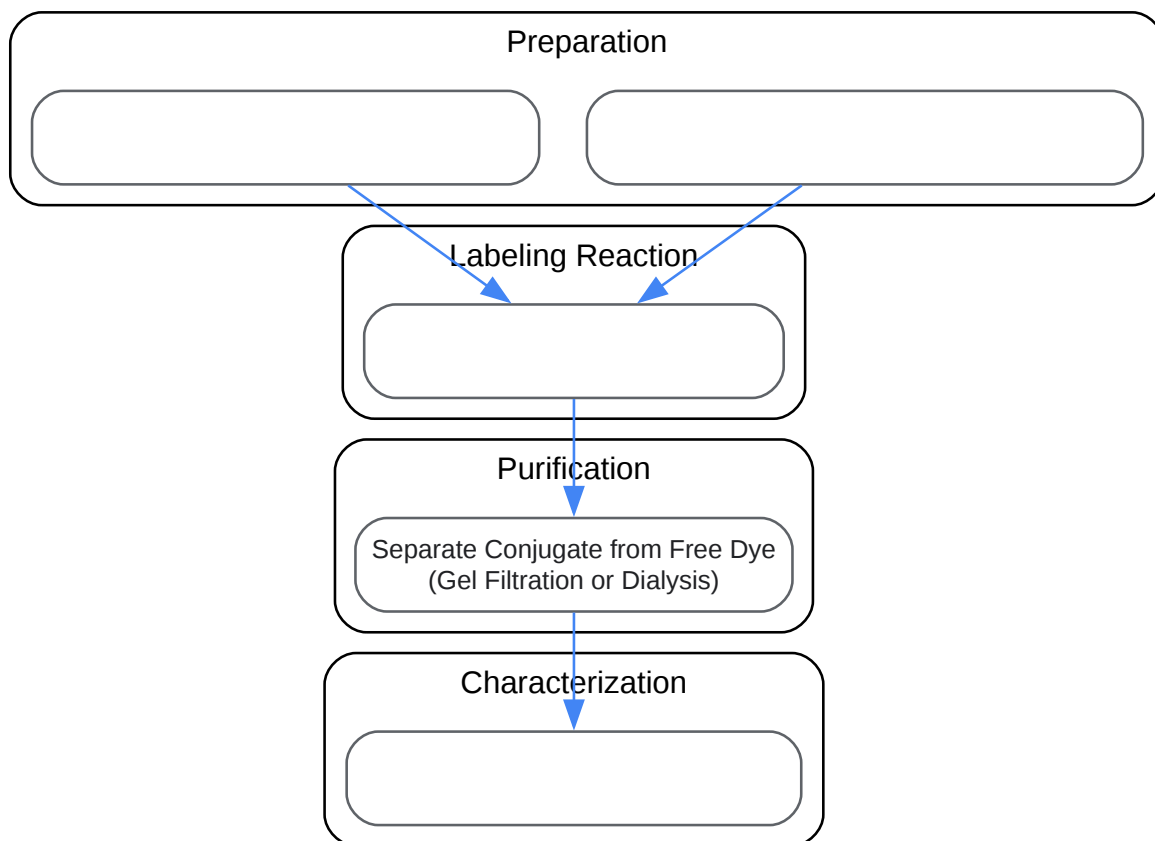 Preparation
Labeling Reaction
Purification
Separate Conjugate from Free Dye
(Gel Filtration or Dialysis)
Characterization